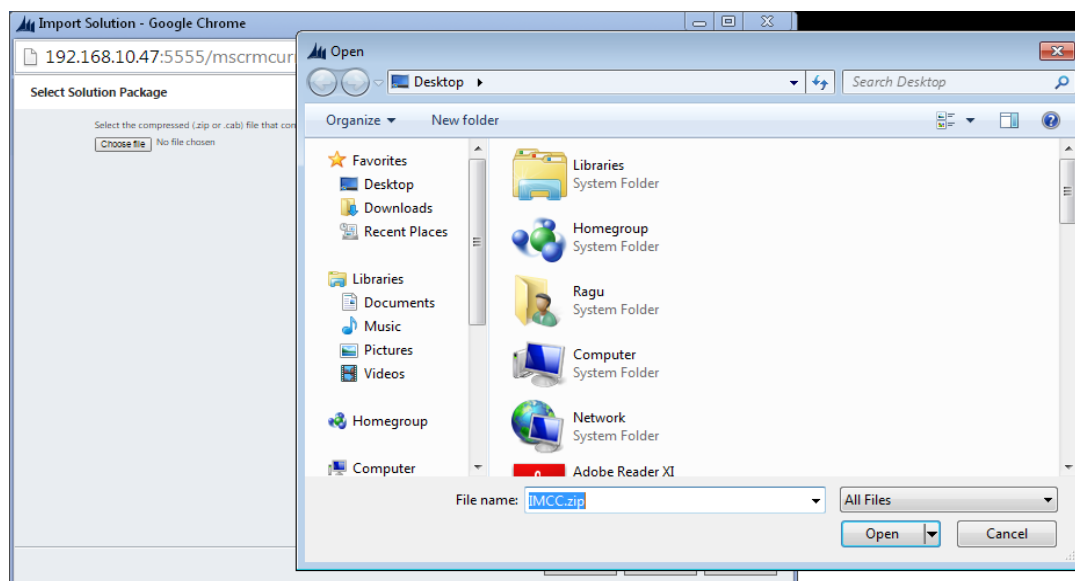 Import Solution - Google Chrome
192.168.10.47:5555/mscrmcur
Select Solution Package
Select the compressed (.zip or .cab) file that con
Choose file No file chosen
Open
Desktop
Search Desktop
Organize New folder
Favorites
Desktop
Downloads
Recent Places
Libraries
Documents
Music
Pictures
Videos
Homegroup
Computer
Libraries
System Folder
Homegroup
System Folder
Ragu
System Folder
Computer
System Folder
Network
System Folder
Adobe Reader XI
File name: IMCC.zip
All Files
Open Cancel